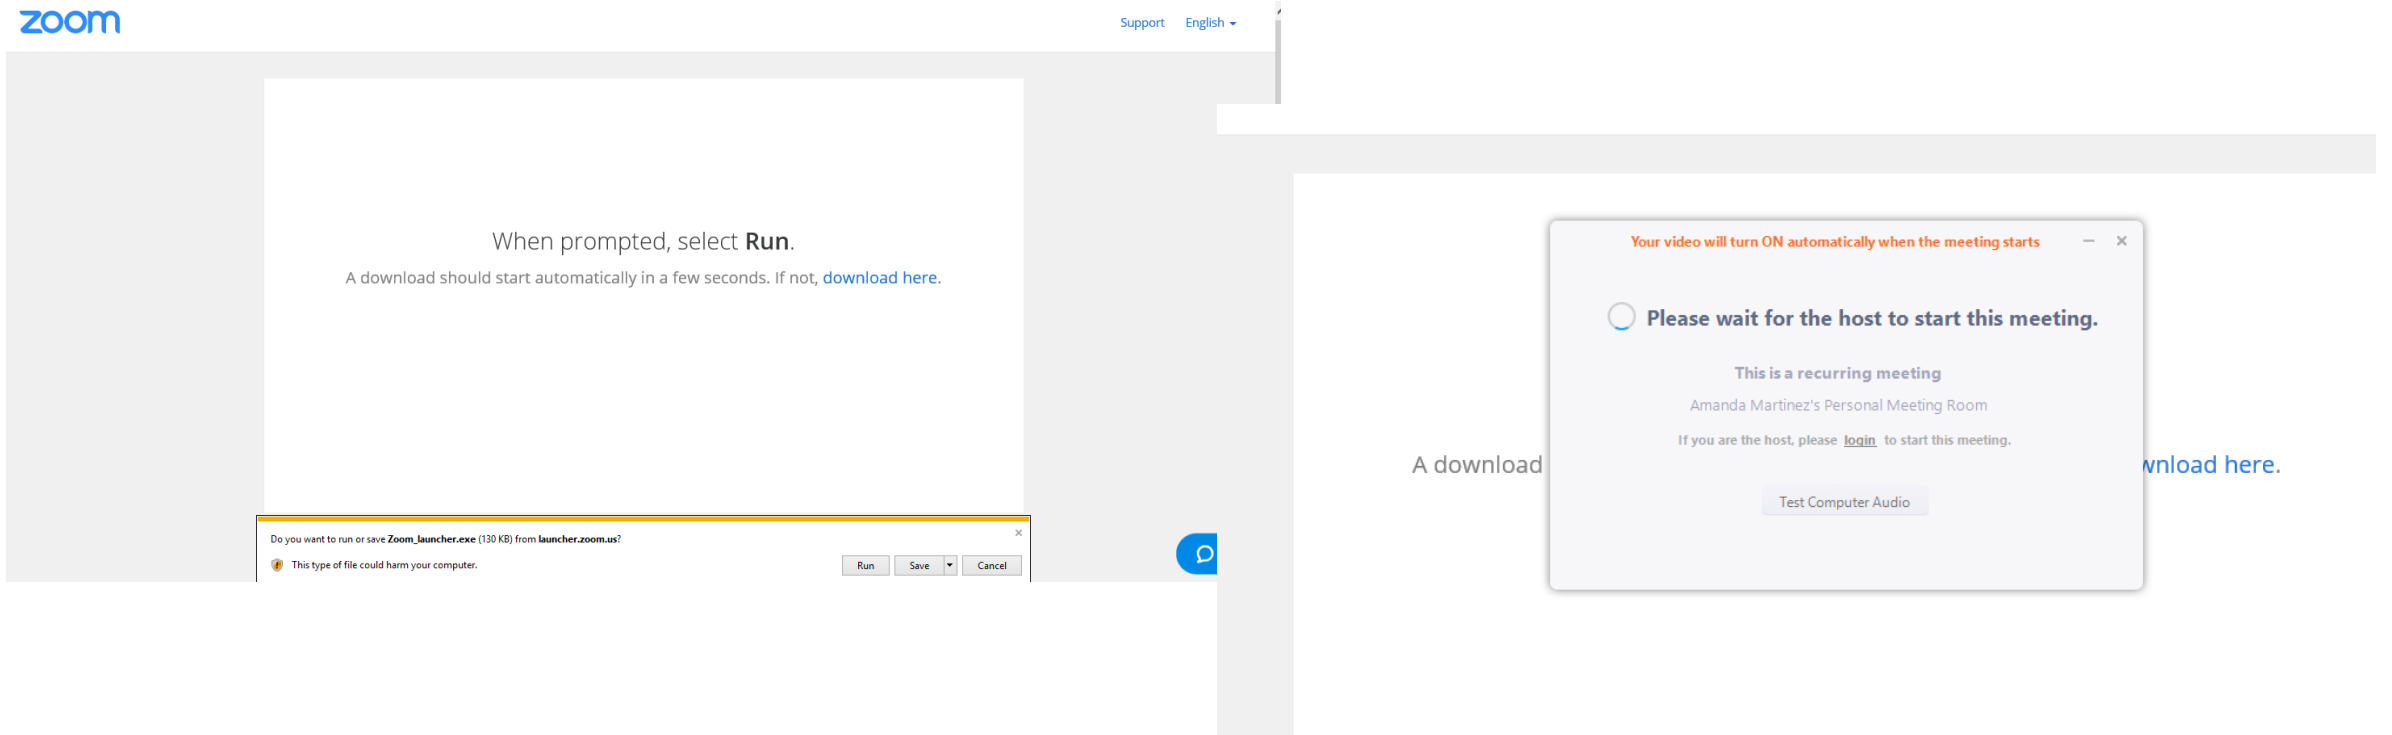 zoom
Support English
When prompted, select Run.
A download should start automatically in a few seconds. If not, download here.
Do you want to run or save Zoom_launcher.exe (130 KB) from launcher.zoom.us?
This type of file could harm your computer.
Run Save Cancel
Your video will turn ON automatically when the meeting starts
Please wait for the host to start this meeting.
This is a recurring meeting
Amanda Martinez's Personal Meeting Room
If you are the host, please login to start this meeting.
A download wnload here.
Test Computer Audio